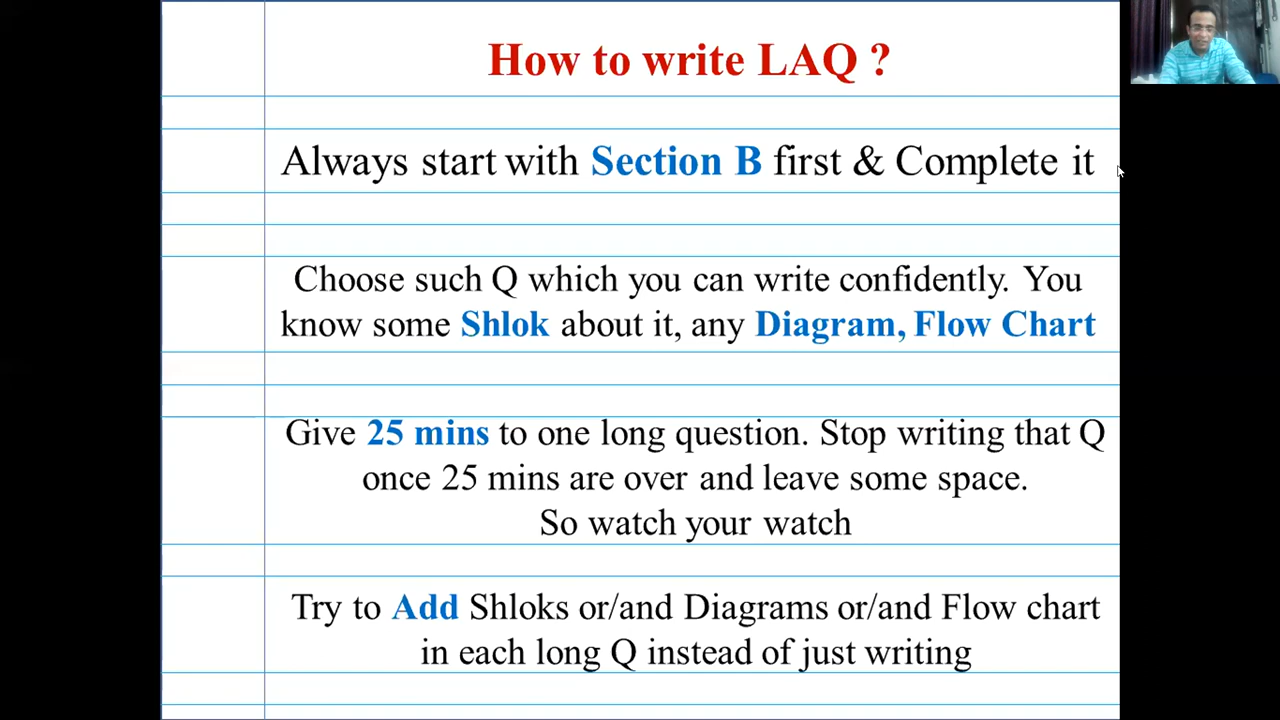 How to write LAQ ?
Always start with Section B first & Complete it
Choose such Q which you can write confidently. You
know some Shlok about it, any Diagram, Flow Chart
Give 25 mins to one long question. Stop writing that Q
once 25 mins are over and leave some space.
So watch your watch
Try to Add Shloks or/and Diagrams or/and Flow chart
in each long Q instead of just writing